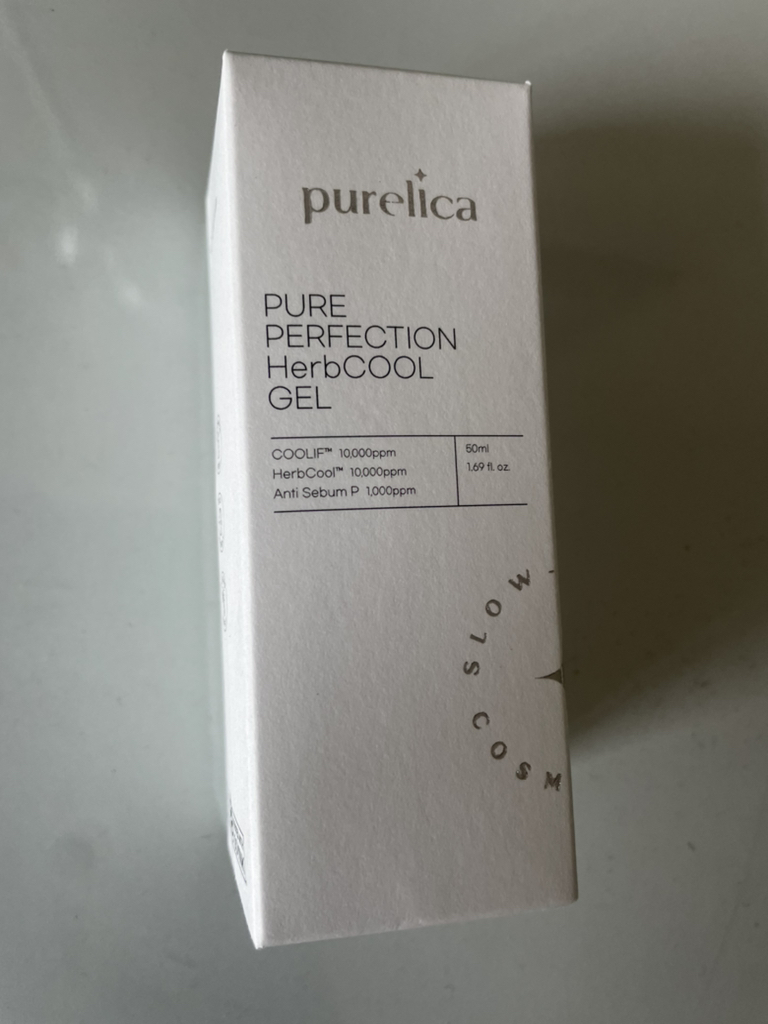 purelica
PURE
PERFECTION
HerbCOOL
GEL
COOLIF™ 10,000ppm
HerbCool™ 10,000ppm
Anti Sebum P 1,000ppm
50ml
1.69 fl. oz.
SLOW
COSM